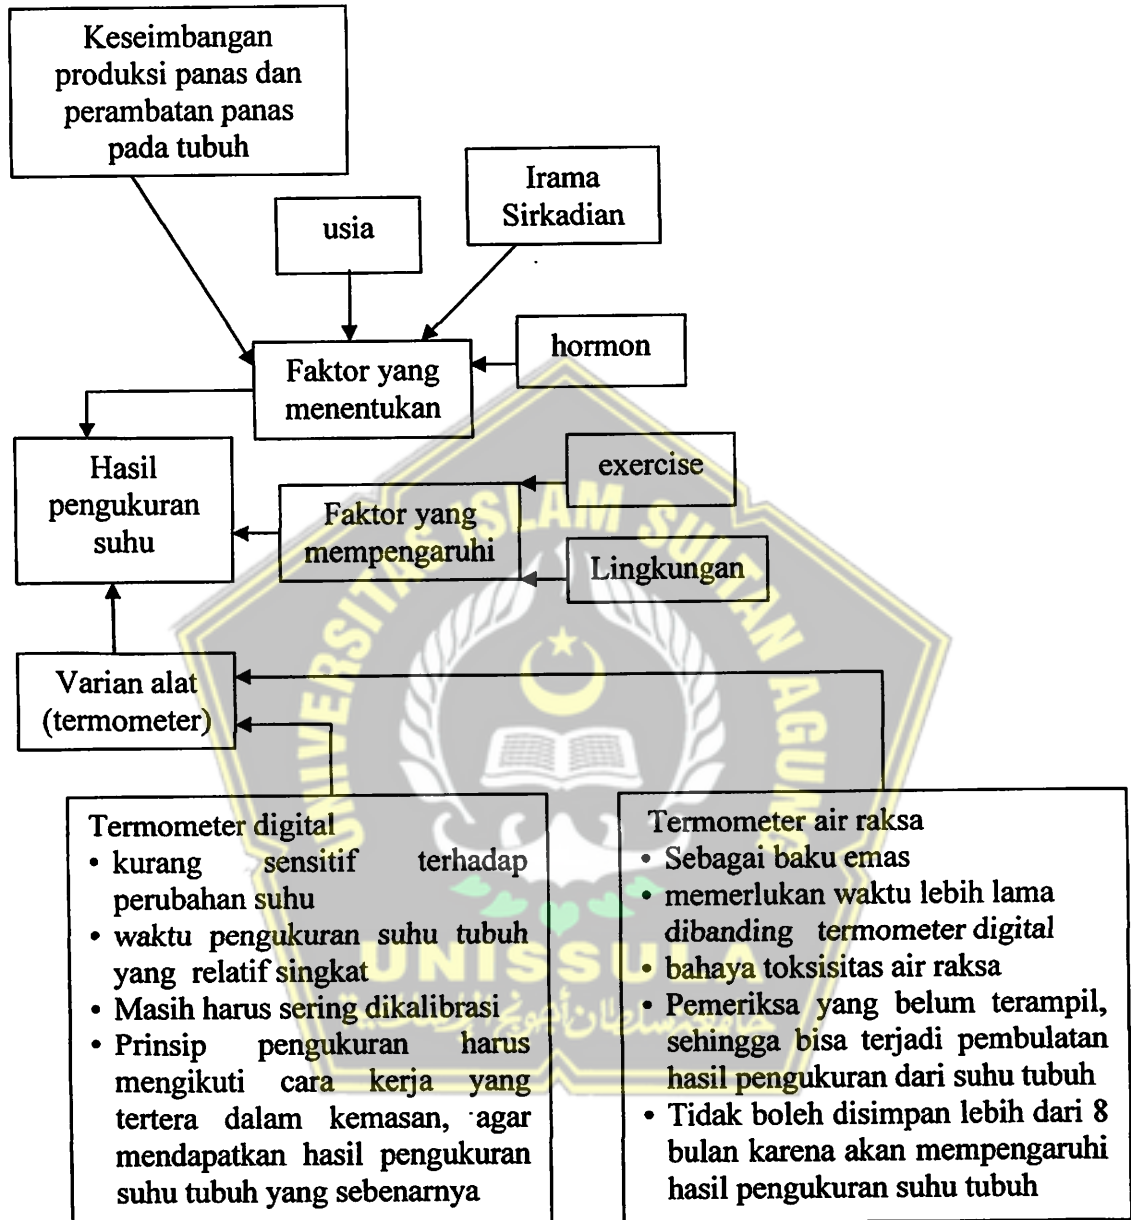 Keseimbangan
produksi panas dan
perambatan panas
pada tubuh
Irama
Sirkadian
usia
hormon
Faktor yang
menentukan
Hasil
pengukuran
suhu
exercise
Faktor yang
mempengaruhi
Lingkungan
Varian alat
(termometer)
Termometer digital
• kurang sensitif terhadap
perubahan suhu
• waktu pengukuran suhu tubuh
yang relatif singkat
• Masih harus sering dikalibrasi
• Prinsip pengukuran harus
mengikuti cara kerja yang
tertera dalam kemasan, agar
mendapatkan hasil pengukuran
suhu tubuh yang sebenarnya
Termometer air raksa
• Sebagai baku emas
• memerlukan waktu lebih lama
dibanding termometer digital
• bahaya toksisitas air raksa
• Pemeriksa yang belum terampil,
sehingga bisa terjadi pembulatan
hasil pengukuran dari suhu tubuh
• Tidak boleh disimpan lebih dari 8
bulan karena akan mempengaruhi
hasil pengukuran suhu tubuh
UNIVERSITAS ISLAM SULTAN AGUNG
UNISSULA